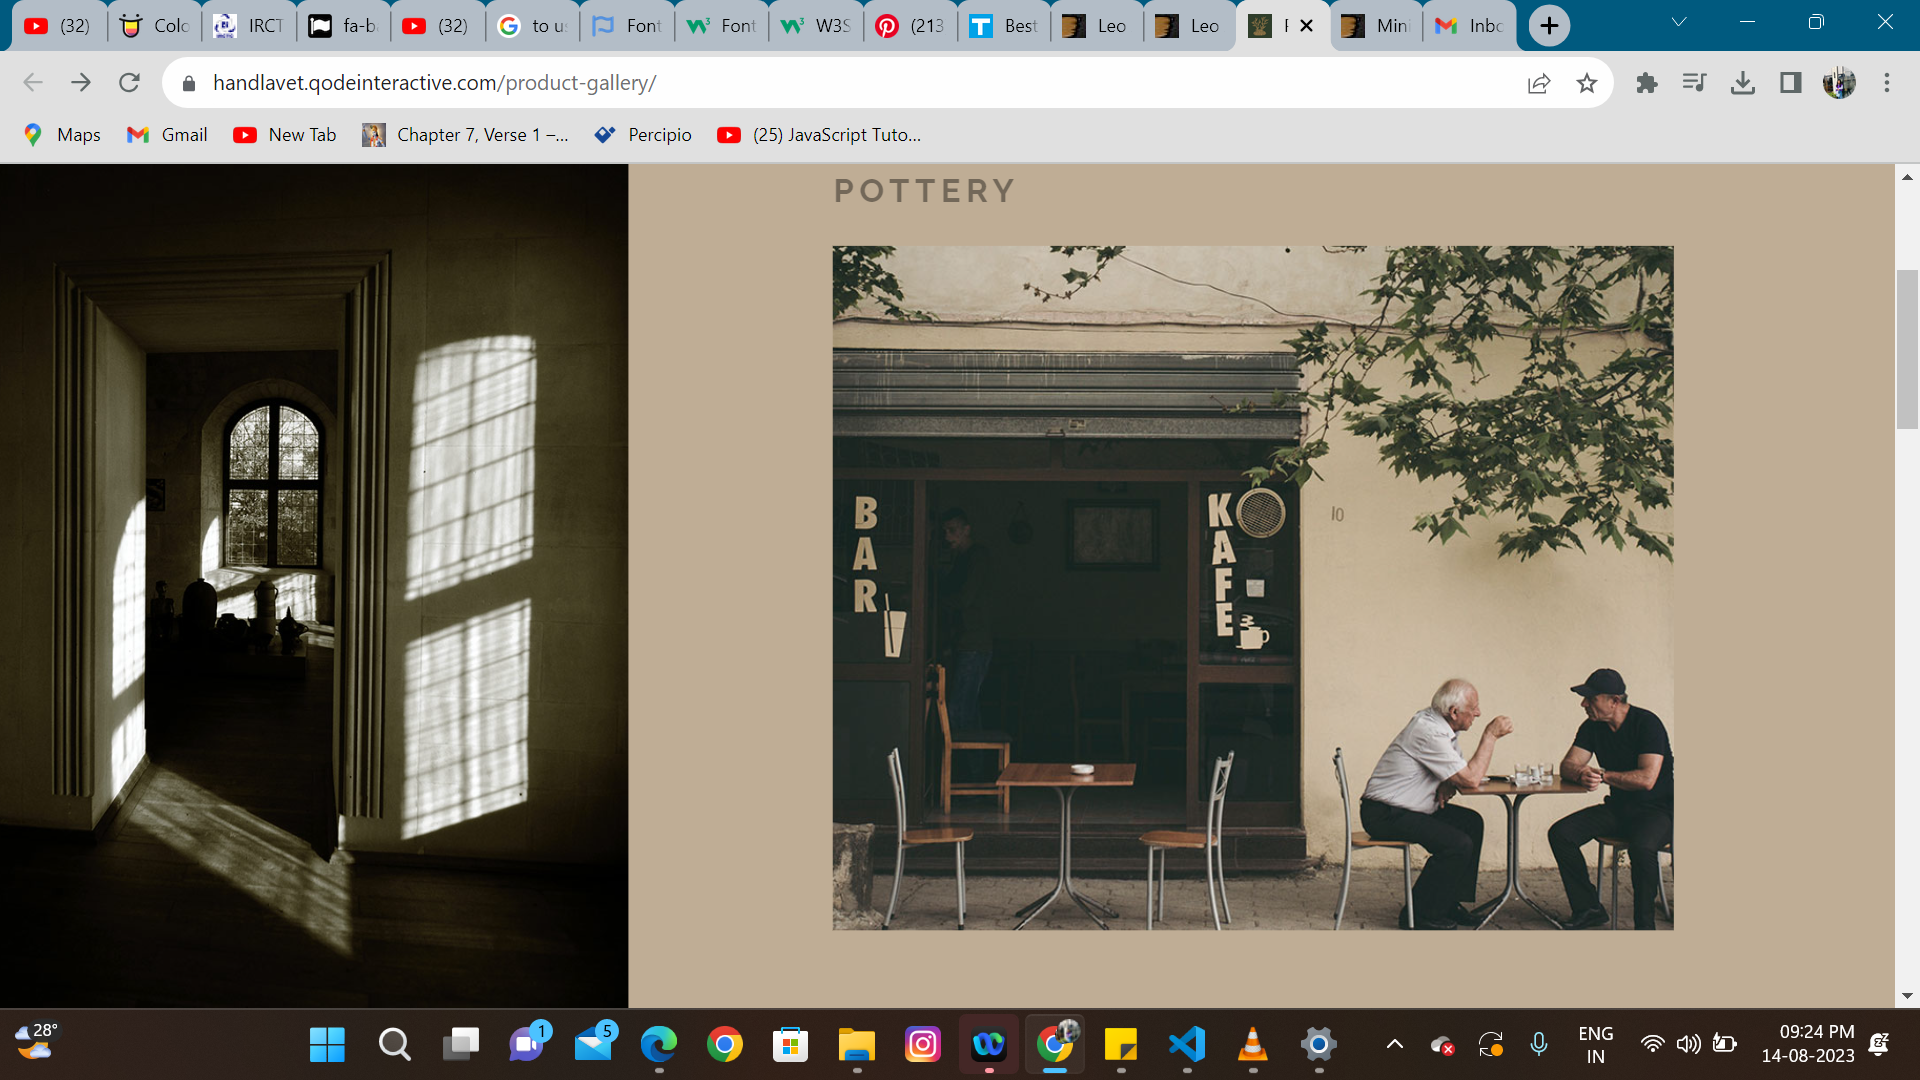 (32)
Colo
IRCT
fa-b
(32)
to us
Font
Font
W3S
(213
Best
Leo
Leo
Mini
Inbo
handlavet.qodeinteractive.com/product-gallery/
Maps
Gmail
New Tab
Chapter 7, Verse 1 –...
Percipio
(25) JavaScript Tuto...
POTTERY
BAR
KAFE
10
28°
1
5
ENG
IN
09:24 PM
14-08-2023